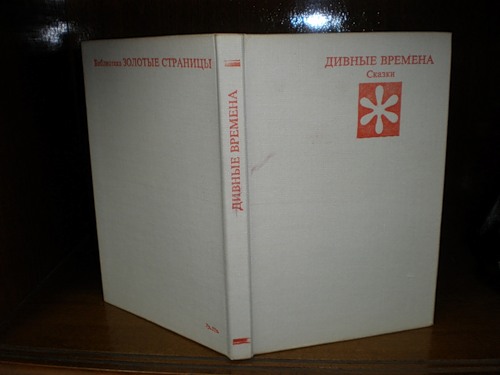 Библиотека ЗОЛОТЫЕ СТРАНИЦЫ
ДИВНЫЕ ВРЕМЕНА
ДИВНЫЕ ВРЕМЕНА
Сказки